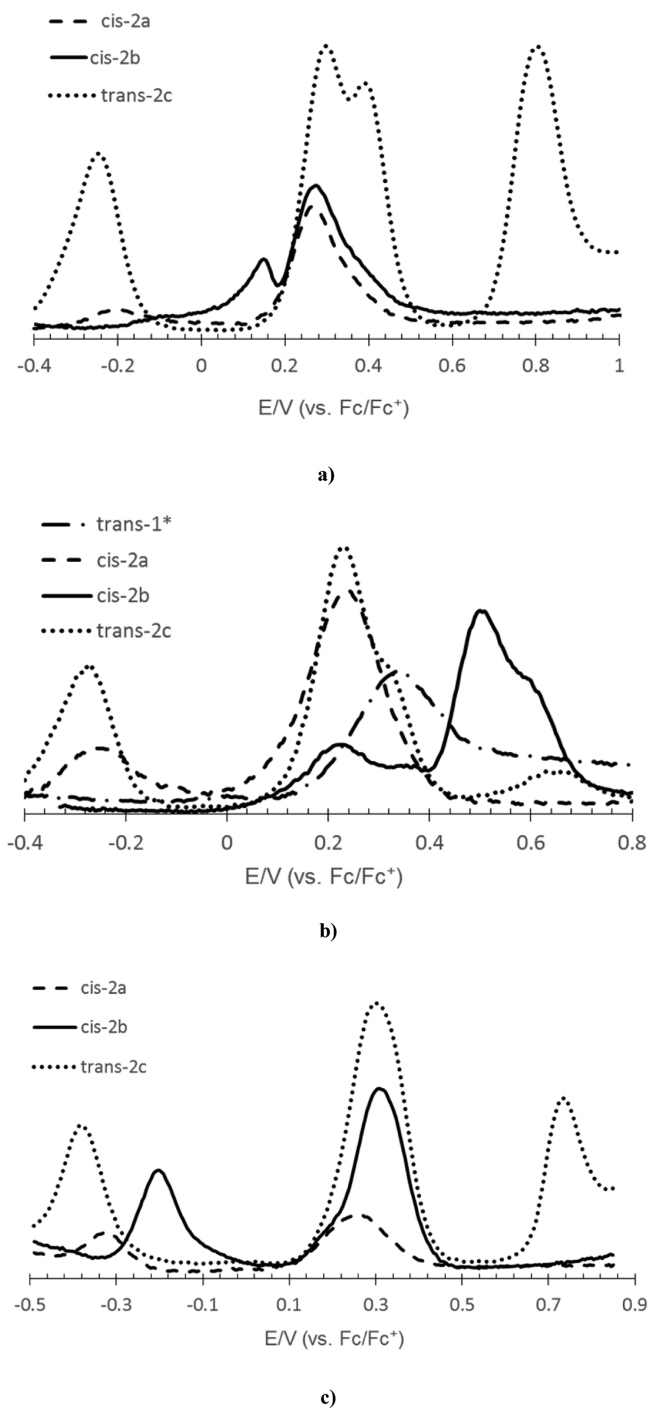 cis-2a
cis-2b
trans-2c
-0.4 -0.2 0 0.2 0.4 0.6 0.8 1
E/V (vs. Fc/Fc⁺)
a)
trans-1*
cis-2a
cis-2b
trans-2c
-0.4 -0.2 0 0.2 0.4 0.6 0.8
E/V (vs. Fc/Fc⁺)
b)
cis-2a
cis-2b
trans-2c
-0.5 -0.3 -0.1 0.1 0.3 0.5 0.7 0.9
E/V (vs. Fc/Fc⁺)
c)